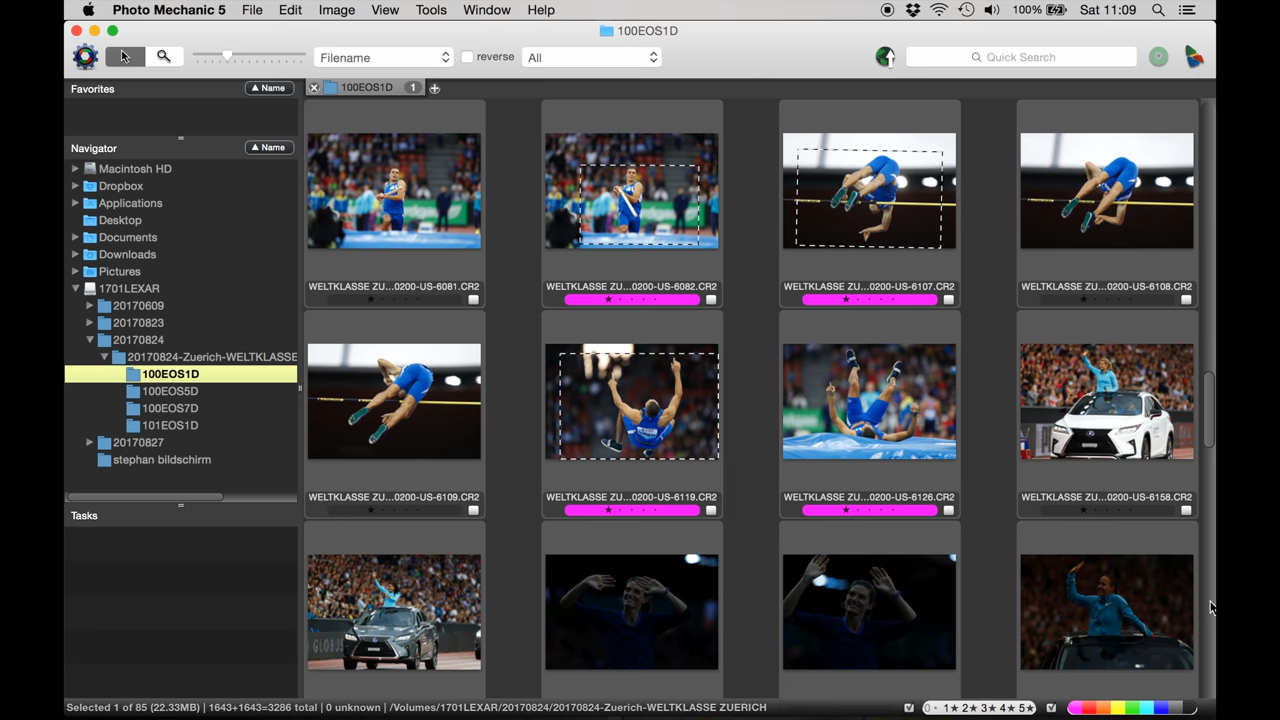 Photo Mechanic 5 File Edit Image View Tools Window Help 100% Sat 11:09
100EOS1D
Filename reverse All Quick Search
Favorites Name
100EOS1D 1
Navigator Name
Macintosh HD
Dropbox
Applications
Desktop
Documents
Downloads
Pictures
1701LEXAR
20170609
20170823
20170824
20170824-Zuerich-WELTKLASSE
100EOS1D
100EOS5D
100EOS7D
101EOS1D
20170827
stephan bildschirm
Tasks
WELTKLASSE ZU...0200-US-6081.CR2 WELTKLASSE ZU...0200-US-6082.CR2 WELTKLASSE ZU...0200-US-6107.CR2 WELTKLASSE ZU...0200-US-6108.CR2
WELTKLASSE ZU...0200-US-6109.CR2 WELTKLASSE ZU...0200-US-6119.CR2 WELTKLASSE ZU...0200-US-6126.CR2 WELTKLASSE ZU...0200-US-6158.CR2
GLOBUS
Selected 1 of 85 (22.33MB) | 1643+1643=3286 total | 0 unknown | /Volumes/1701LEXAR/20170824/20170824-Zuerich-WELTKLASSE ZUERICH 0· 1★ 2★ 3★ 4★ 5★